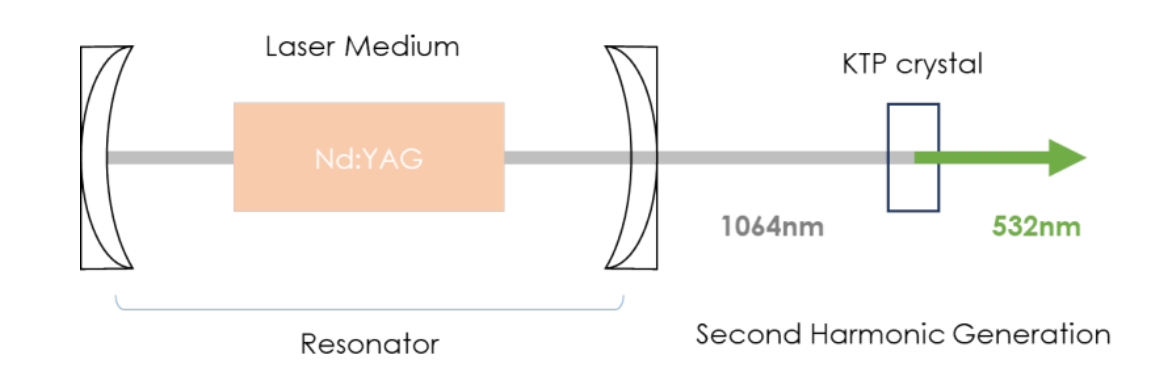 Laser Medium
KTP crystal
Nd:YAG
1064nm
532nm
Resonator
Second Harmonic Generation